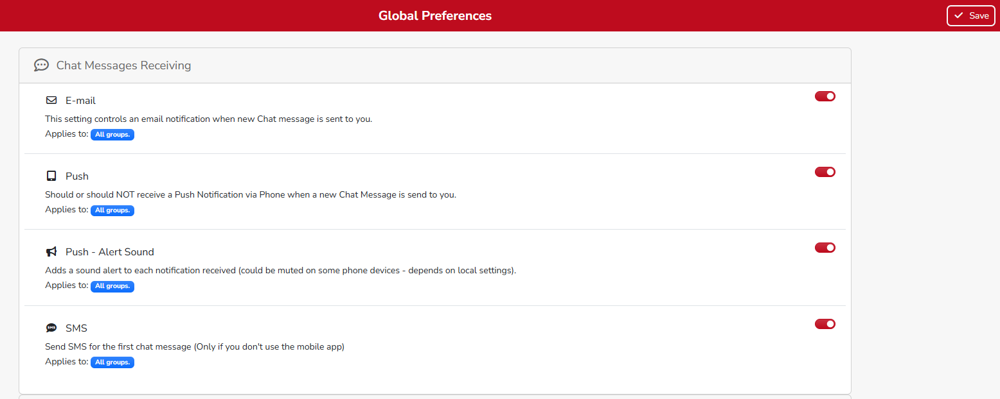 Global Preferences
Save
Chat Messages Receiving
E-mail
This setting controls an email notification when new Chat message is sent to you.
Applies to: All groups.
Push
Should or should NOT receive a Push Notification via Phone when a new Chat Message is send to you.
Applies to: All groups.
Push - Alert Sound
Adds a sound alert to each notification received (could be muted on some phone devices - depends on local settings).
Applies to: All groups.
SMS
SMS
Send SMS for the first chat message (Only if you don't use the mobile app)
Applies to: All groups.